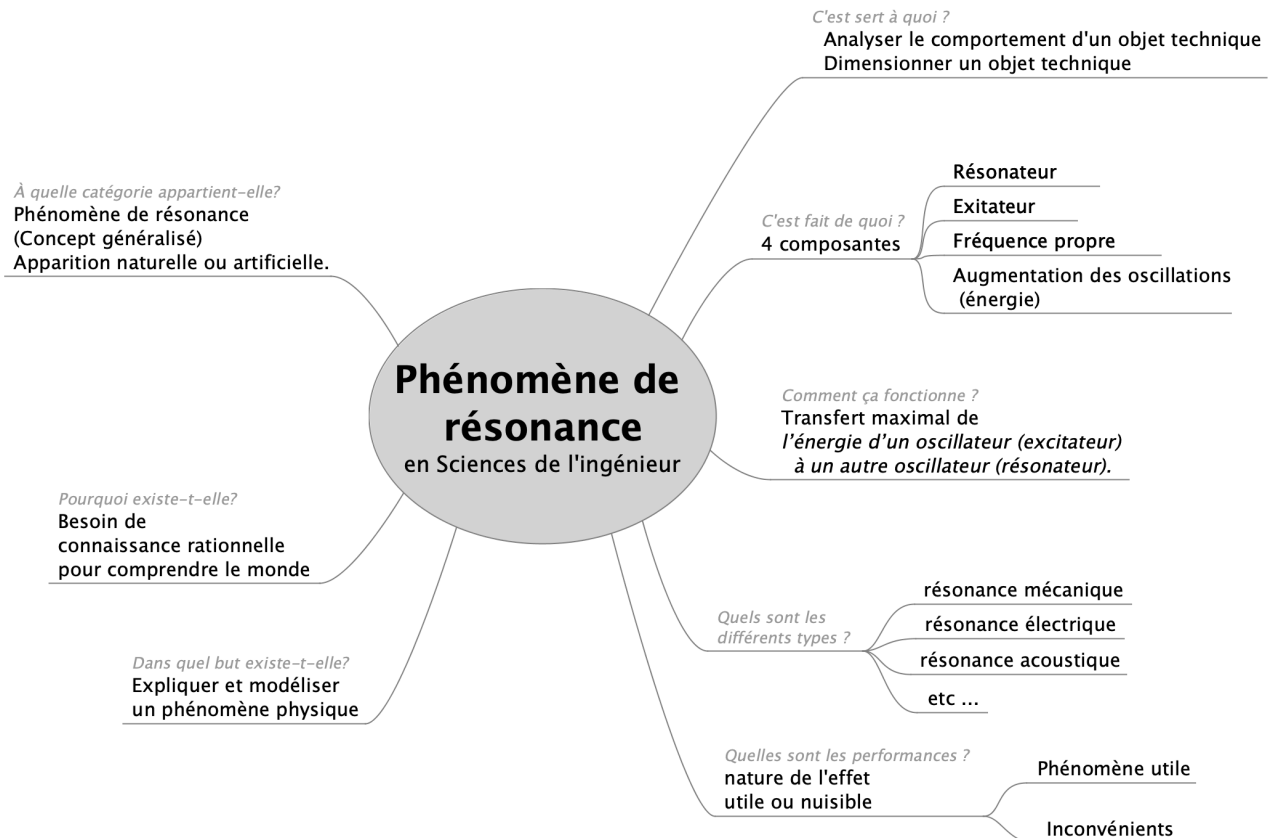 Phénomène de
résonance
en Sciences de l'ingénieur
C'est sert à quoi ?
Analyser le comportement d'un objet technique
Dimensionner un objet technique
C'est fait de quoi ?
4 composantes
Résonateur
Exitateur
Fréquence propre
Augmentation des oscillations
(énergie)
Comment ça fonctionne ?
Transfert maximal de
l’énergie d’un oscillateur (excitateur)
à un autre oscillateur (résonateur).
Quels sont les
différents types ?
résonance mécanique
résonance électrique
résonance acoustique
etc ...
Quelles sont les performances ?
nature de l'effet
utile ou nuisible
Phénomène utile
Inconvénients
À quelle catégorie appartient-elle?
Phénomène de résonance
(Concept généralisé)
Apparition naturelle ou artificielle.
Pourquoi existe-t-elle?
Besoin de
connaissance rationnelle
pour comprendre le monde
Dans quel but existe-t-elle?
Expliquer et modéliser
un phénomène physique